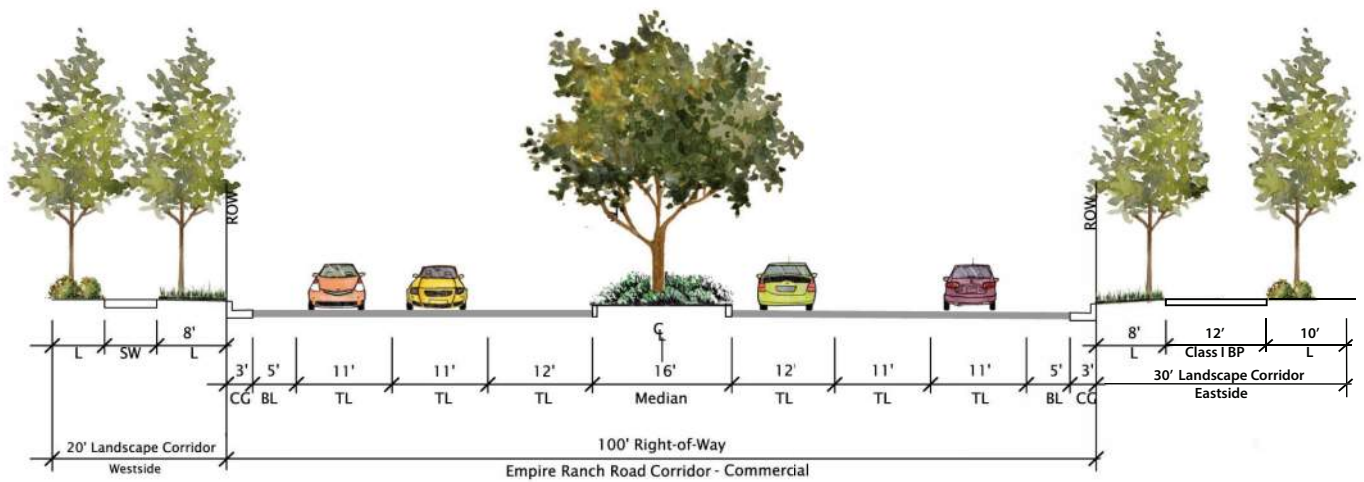 ROW
ROW
8' ℄ 8' 12' 10'
L SW L L Class I BP L
3' 5' 11' 11' 12' 16' 12' 11' 11' 5' 3' 30' Landscape Corridor
CG BL TL TL TL Median TL TL TL BL CG Eastside
20' Landscape Corridor 100' Right-of-Way
Westside Empire Ranch Road Corridor - Commercial